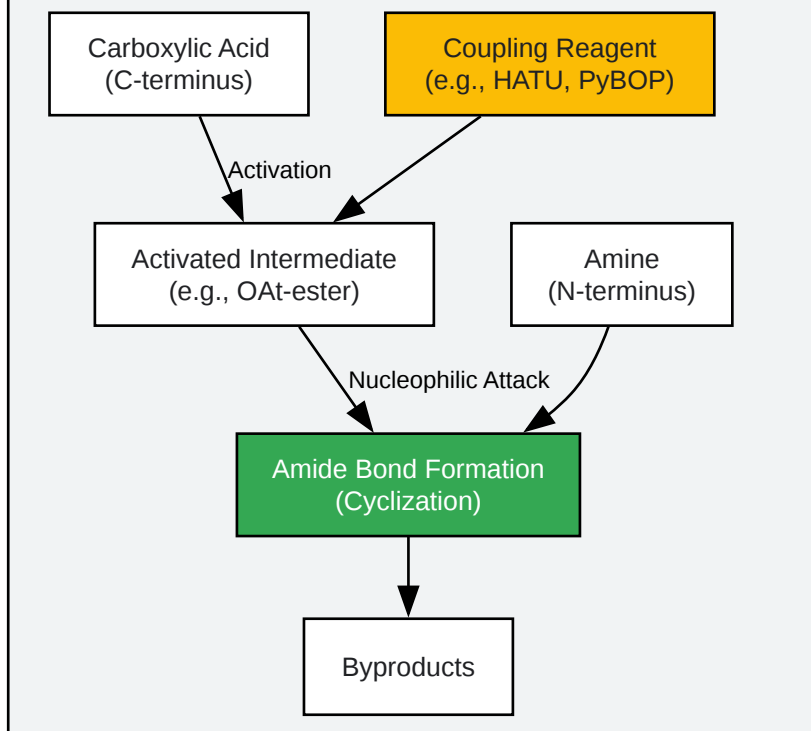 Carboxylic Acid
(C-terminus)
Coupling Reagent
(e.g., HATU, PyBOP)
Activation
Activated Intermediate
(e.g., OAt-ester)
Amine
(N-terminus)
Nucleophilic Attack
Amide Bond Formation
(Cyclization)
Byproducts